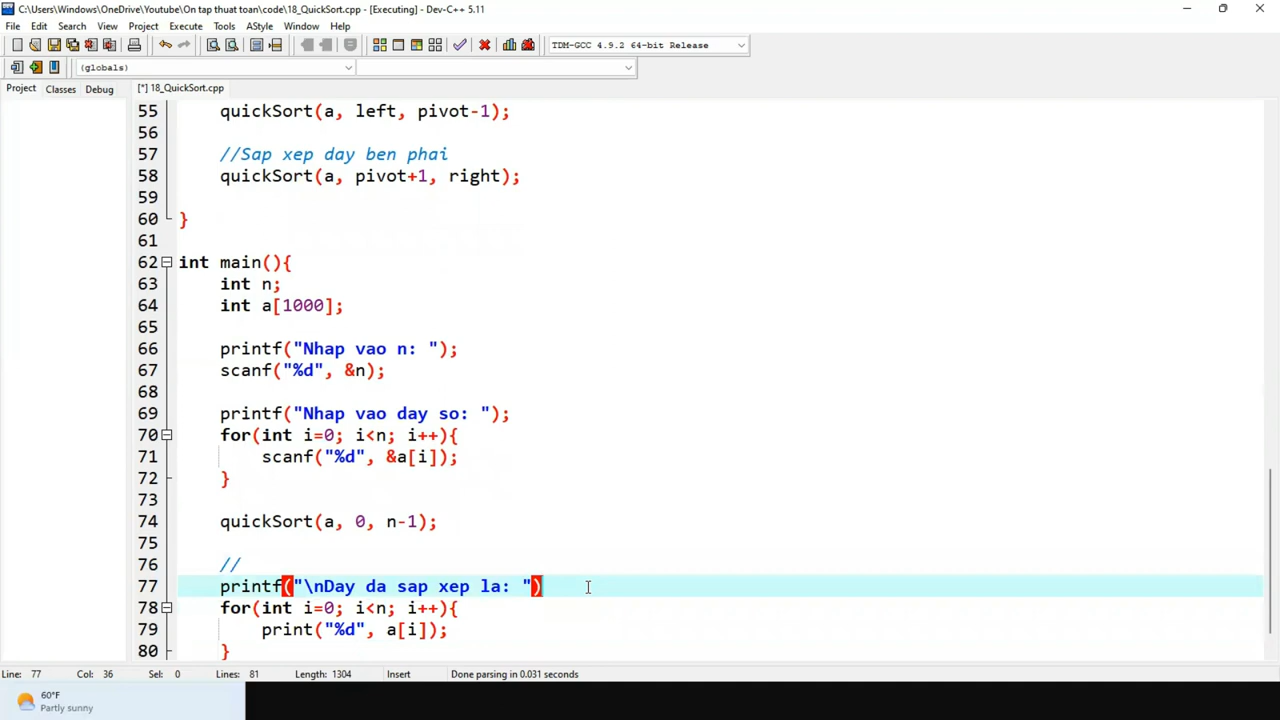 C:\Users\Windows\OneDrive\Youtube\On tap thuat toan\code\18_QuickSort.cpp - [Executing] - Dev-C++ 5.11
File Edit Search View Project Execute Tools AStyle Window Help
TDM-GCC 4.9.2 64-bit Release
(globals)
Project Classes Debug [*] 18_QuickSort.cpp
55 quickSort(a, left, pivot-1);
56
57 //Sap xep day ben phai
58 quickSort(a, pivot+1, right);
59
60 }
61
62 int main(){
63 int n;
64 int a[1000];
65
66 printf("Nhap vao n: ");
67 scanf("%d", &n);
68
69 printf("Nhap vao day so: ");
70 for(int i=0; i<n; i++){
71 scanf("%d", &a[i]);
72 }
73
74 quickSort(a, 0, n-1);
75
76 //
77 printf("\nDay da sap xep la: ")
78 for(int i=0; i<n; i++){
79 print("%d", a[i]);
80 }
Line: 77 Col: 36 Sel: 0 Lines: 81 Length: 1304 Insert Done parsing in 0.031 seconds
60°F
Partly sunny